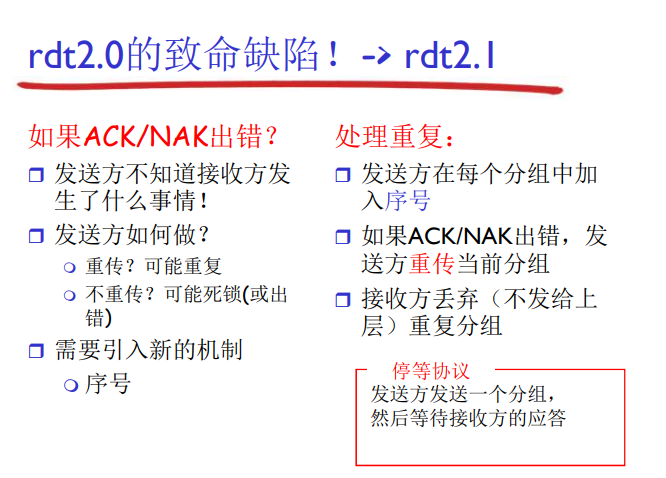 rdt2.0的致命缺陷！-> rdt2.1
如果ACK/NAK出错？
发送方不知道接收方发
生了什么事情！
发送方如何做？
重传？可能重复
不重传？可能死锁(或出
错)
需要引入新的机制
序号
处理重复：
发送方在每个分组中加
入序号
如果ACK/NAK出错，发
送方重传当前分组
接收方丢弃（不发给上
层）重复分组
停等协议
发送方发送一个分组，
然后等待接收方的应答